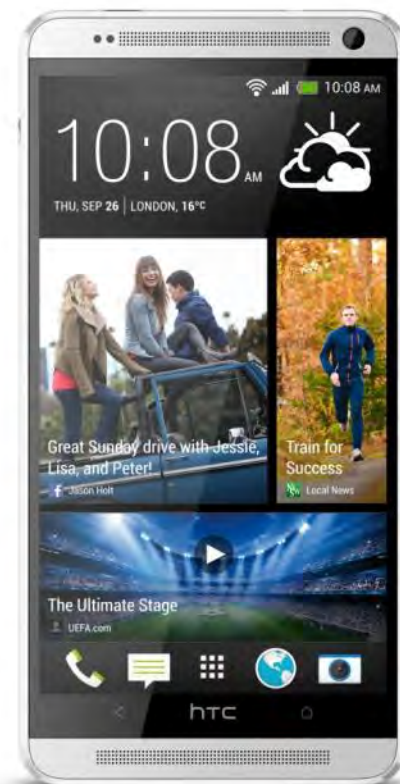 10:08 AM
10:08 AM
THU, SEP 26 | LONDON, 16°C
Great Sunday drive with Jessie,
Lisa, and Peter!
f Jason Holt
Train for
Success
Local News
The Ultimate Stage
UEFA.com
hTC